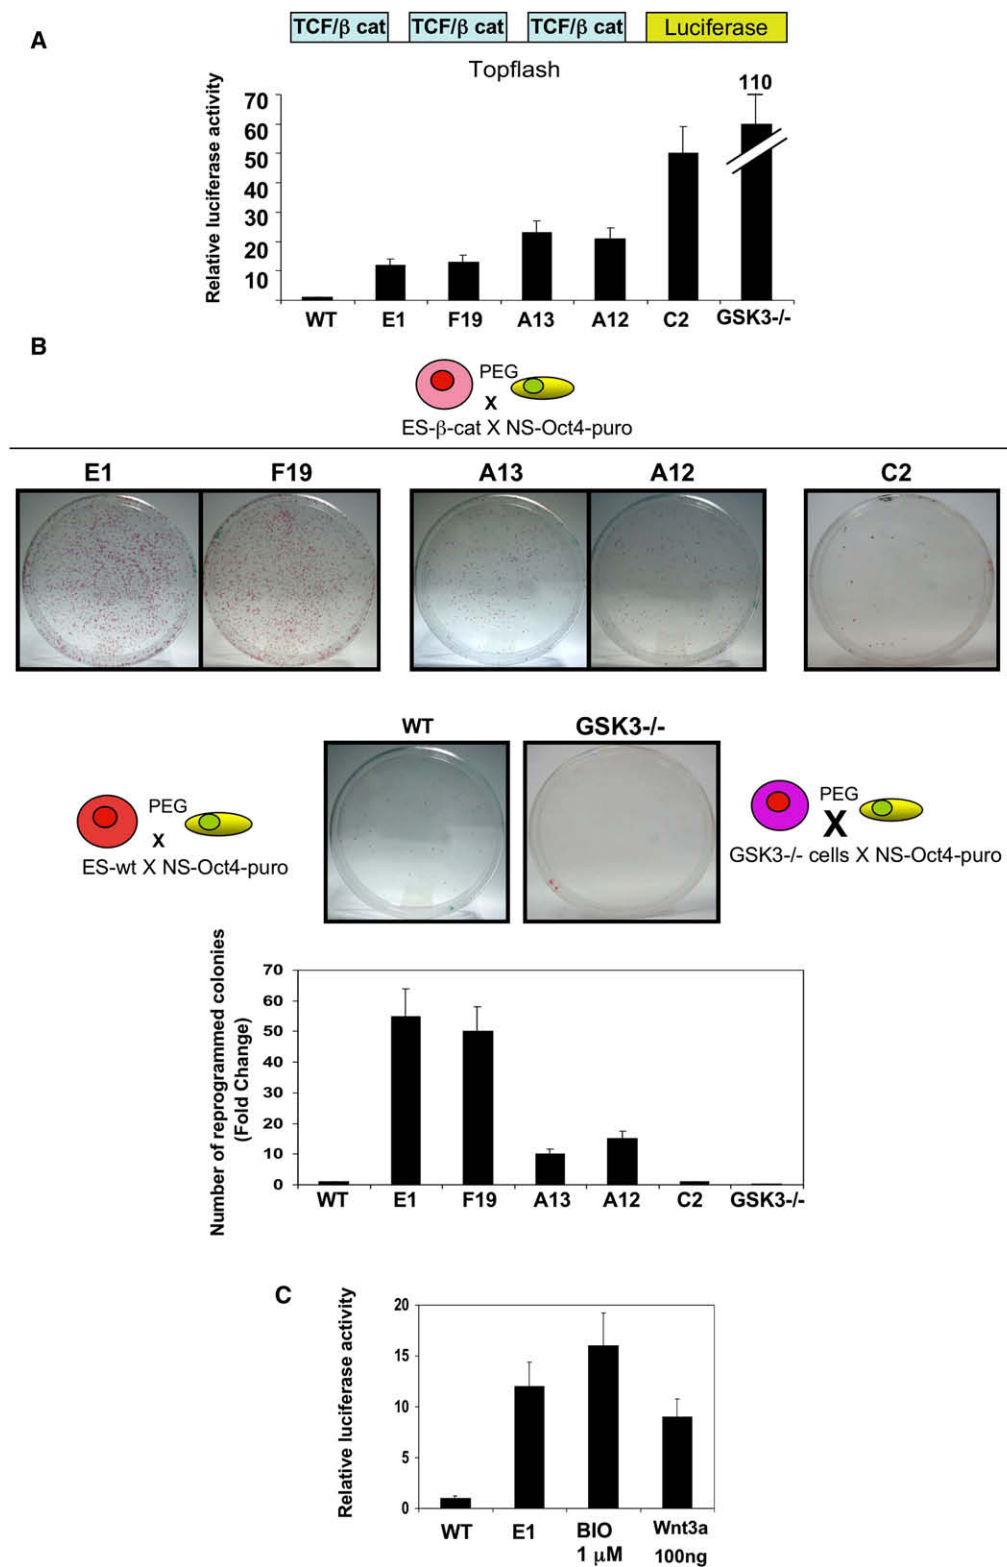 A
TCF/β cat TCF/β cat TCF/β cat Luciferase
Topflash
Relative luciferase activity
110
70
60
50
40
30
20
10
WT E1 F19 A13 A12 C2 GSK3-/-
B
PEG
X
ES-β-cat X NS-Oct4-puro
E1 F19 A13 A12 C2
WT GSK3-/-
PEG
X
ES-wt X NS-Oct4-puro
PEG
X
GSK3-/- cells X NS-Oct4-puro
Number of reprogrammed colonies
(Fold Change)
70
60
50
40
30
20
10
0
WT E1 F19 A13 A12 C2 GSK3-/-
C
Relative luciferase activity
20
15
10
5
0
WT E1 BIO Wnt3a
1 µM 100ng